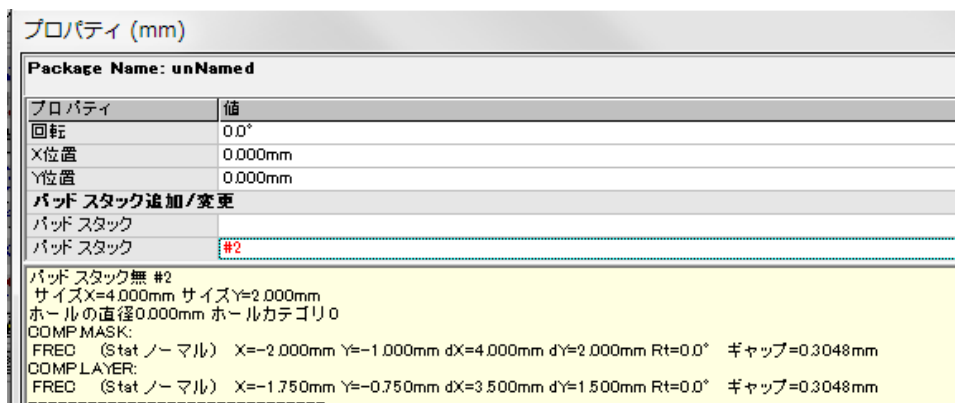 プロパティ (mm)
Package Name: unNamed
プロパティ 値
回転 0.0°
X位置 0.000mm
Y位置 0.000mm
パッド スタック追加/変更
パッド スタック
パッド スタック #2
パッド スタック無 #2
サイズX=4.000mm サイズY=2.000mm
ホールの直径0.000mm ホールカテゴリ0
COMP.MASK:
FREC (Stat ノーマル) X=-2.000mm Y=-1.000mm dX=4.000mm dY=2.000mm Rt=0.0° ギャップ=0.3048mm
COMP.LAYER:
FREC (Stat ノーマル) X=-1.750mm Y=-0.750mm dX=3.500mm dY=1.500mm Rt=0.0° ギャップ=0.3048mm